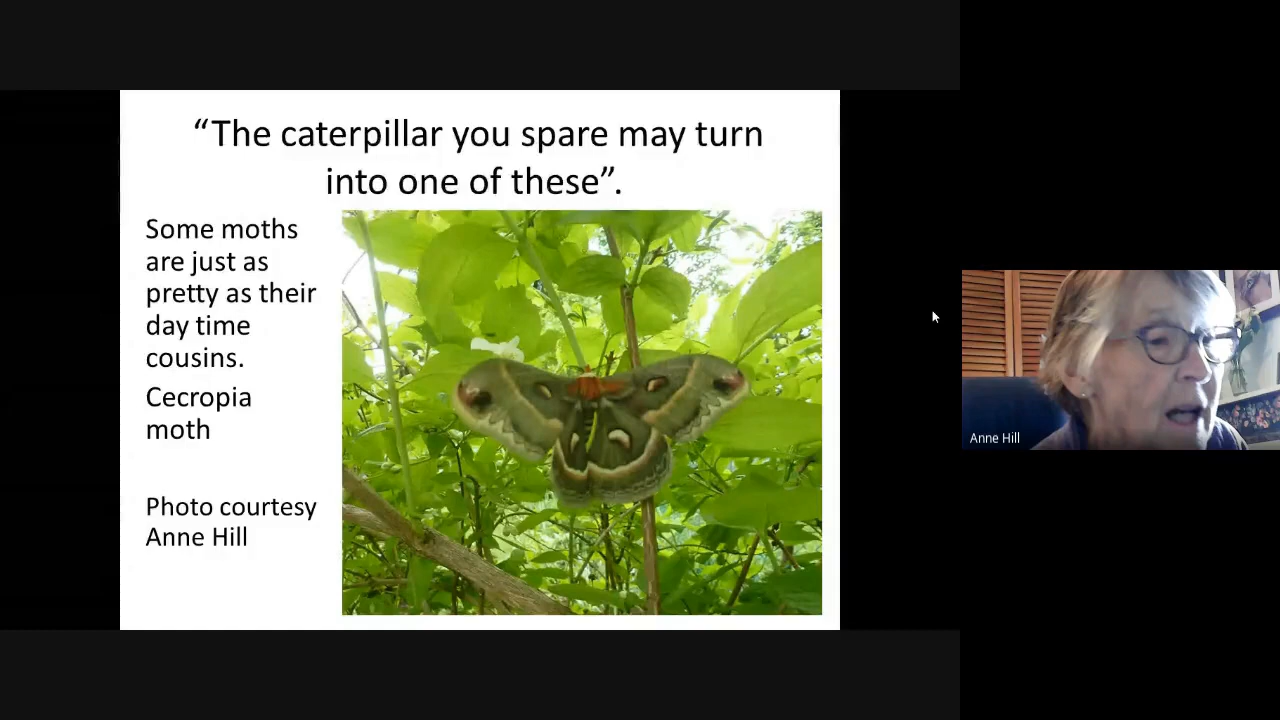 “The caterpillar you spare may turn
into one of these”.
Some moths
are just as
pretty as their
day time
cousins.
Cecropia
moth
Photo courtesy
Anne Hill
Anne Hill